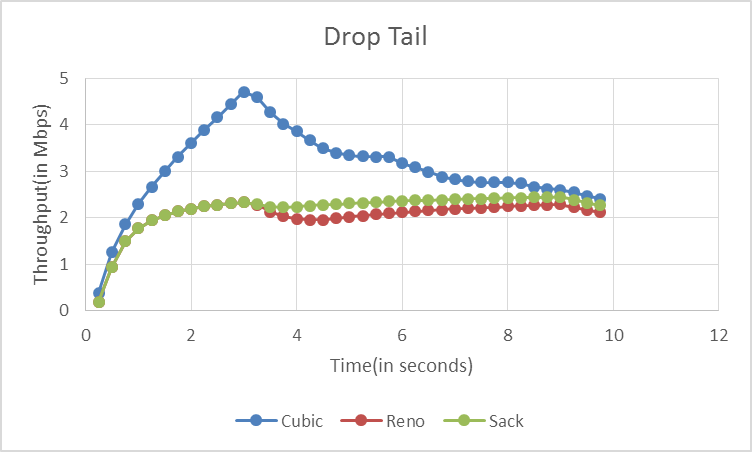 Drop Tail
Throughput(in Mbps)
5
4
3
2
1
0
0 2 4 6 8 10 12
Time(in seconds)
Cubic Reno Sack